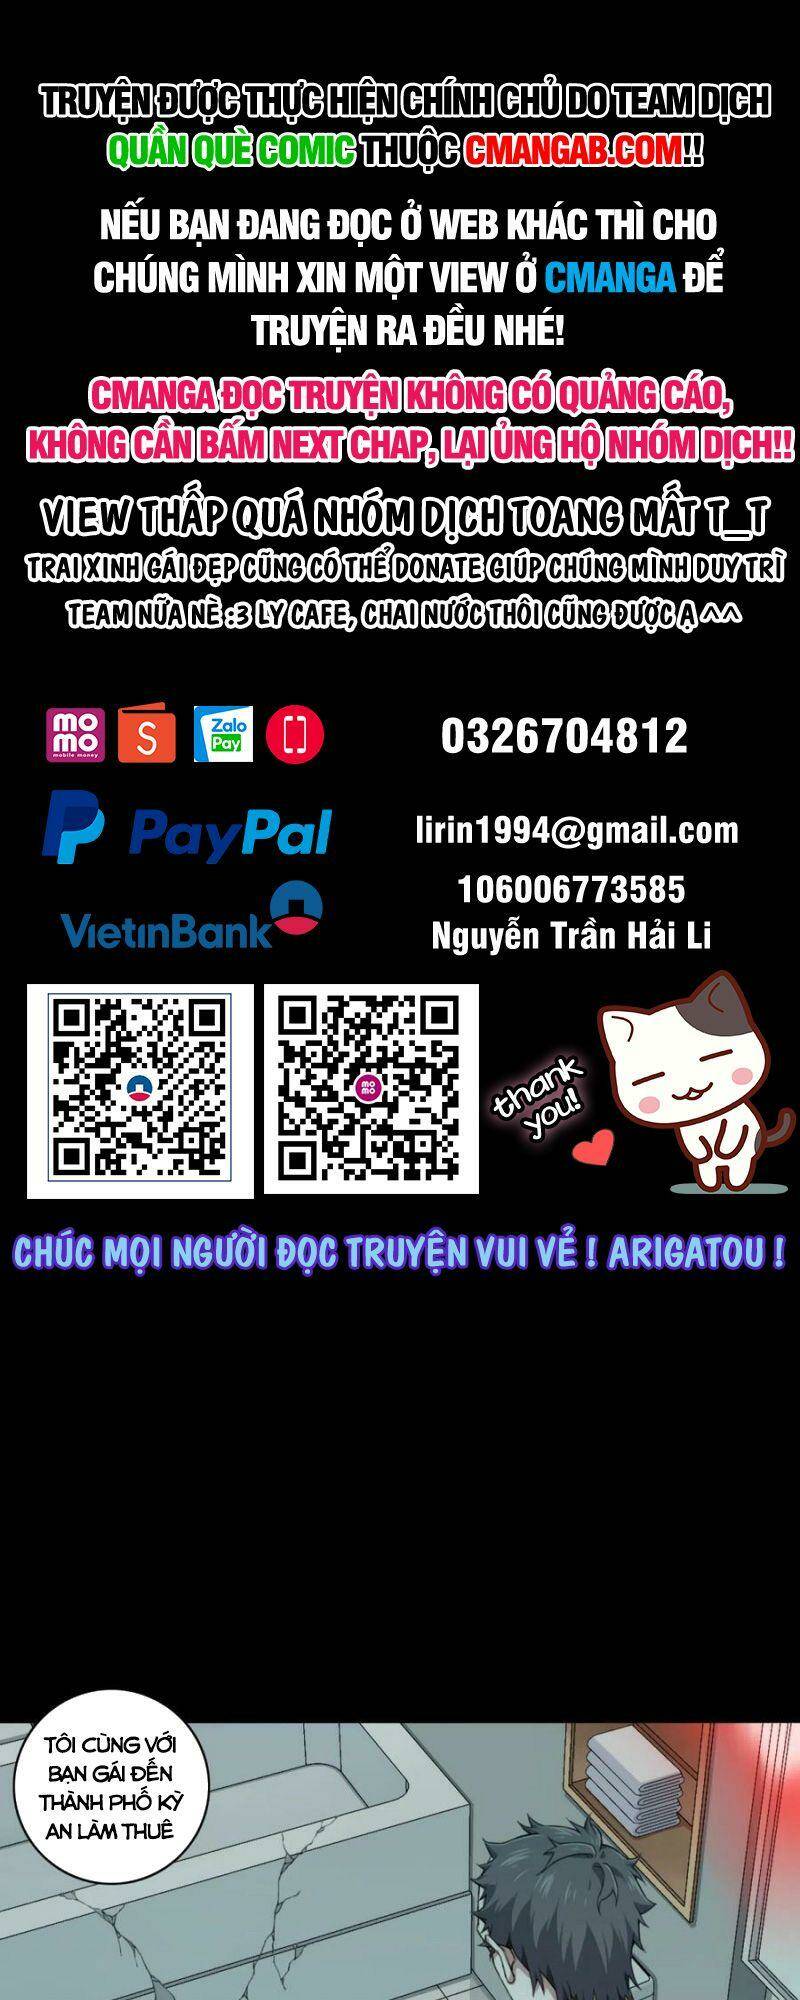 TRUYỆN ĐƯỢC THỰC HIỆN CHÍNH CHỦ DO TEAM DỊCH
QUẦN QUÈ COMIC THUỘC CMANGAB.COM!!
NẾU BẠN ĐANG ĐỌC Ở WEB KHÁC THÌ CHO
CHÚNG MÌNH XIN MỘT VIEW Ở CMANGA ĐỂ
TRUYỆN RA ĐỀU NHÉ!
CMANGA ĐỌC TRUYỆN KHÔNG CÓ QUẢNG CÁO,
KHÔNG CẦN BẤM NEXT CHAP, LẠI ỦNG HỘ NHÓM DỊCH!!
VIEW THẤP QUÁ NHÓM DỊCH TOANG MẤT T_T
TRAI XINH GÁI ĐẸP CŨNG CÓ THỂ DONATE GIÚP CHÚNG MÌNH DUY TRÌ
TEAM NỮA NÈ :3 LY CAFE, CHAI NƯỚC THÔI CŨNG ĐƯỢC Ạ ^^
mo
mo
mobile money
S
Zalo
Pay
0326704812
PayPal
lirin1994@gmail.com
VietinBank
106006773585
Nguyễn Trần Hải Li
mo
mo
thank
you!
CHÚC MỌI NGƯỜI ĐỌC TRUYỆN VUI VẺ ! ARIGATOU !
TÔI CÙNG VỚI
BẠN GÁI ĐẾN
THÀNH PHỐ KỲ
AN LÀM THUÊ